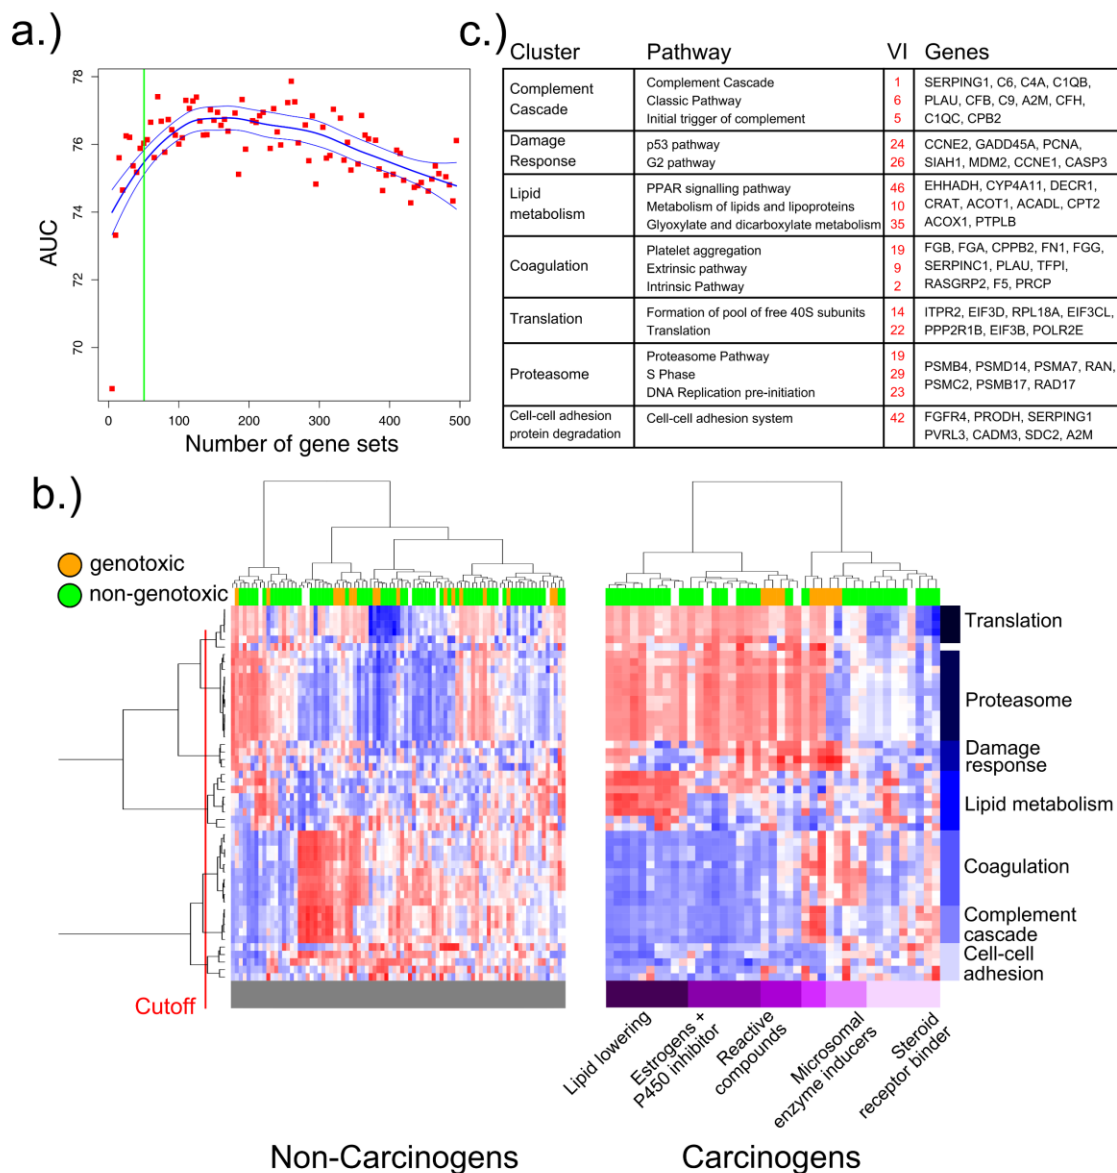 a.)
78
76
74
72
70
AUC
0
100
200
300
400
500
Number of gene sets
c.)
Cluster Pathway VI Genes
Complement Cascade
Complement Cascade 1
Classic Pathway 6
Initial trigger of complement 5
SERPING1, C6, C4A, C1QB,
PLAU, CFB, C9, A2M, CFH,
C1QC, CPB2
Damage
Response
p53 pathway 24
G2 pathway 26
CCNE2, GADD45A, PCNA,
SIAH1, MDM2, CCNE1, CASP3
Lipid
metabolism
PPAR signalling pathway 46
Metabolism of lipids and lipoproteins 10
Glyoxylate and dicarboxylate metabolism 35
EHHADH, CYP4A11, DECR1,
CRAT, ACOT1, ACADL, CPT2
ACOX1, PTPLB
Coagulation
Platelet aggregation 19
Extrinsic pathway 9
Intrinsic Pathway 2
FGB, FGA, CPPB2, FN1, FGG,
SERPINC1, PLAU, TFPI,
RASGRP2, F5, PRCP
Translation
Formation of pool of free 40S subunits 14
Translation 22
ITPR2, EIF3D, RPL18A, EIF3CL,
PPP2R1B, EIF3B, POLR2E
Proteasome
Proteasome Pathway 19
S Phase 29
DNA Replication pre-initiation 23
PSMB4, PSMD14, PSMA7, RAN,
PSMC2, PSMB17, RAD17
Cell-cell adhesion
protein degradation
Cell-cell adhesion system 42
FGFR4, PRODH, SERPING1
PVRL3, CADM3, SDC2, A2M
b.)
genotoxic
non-genotoxic
Cutoff
Translation
Proteasome
Damage
response
Lipid metabolism
Coagulation
Complement
cascade
Cell-cell
adhesion
Lipid lowering
Estrogens +
P450 inhibitor
Reactive
compounds
Microsomal
enzyme inducers
Steroid
receptor binder
Non-Carcinogens
Carcinogens